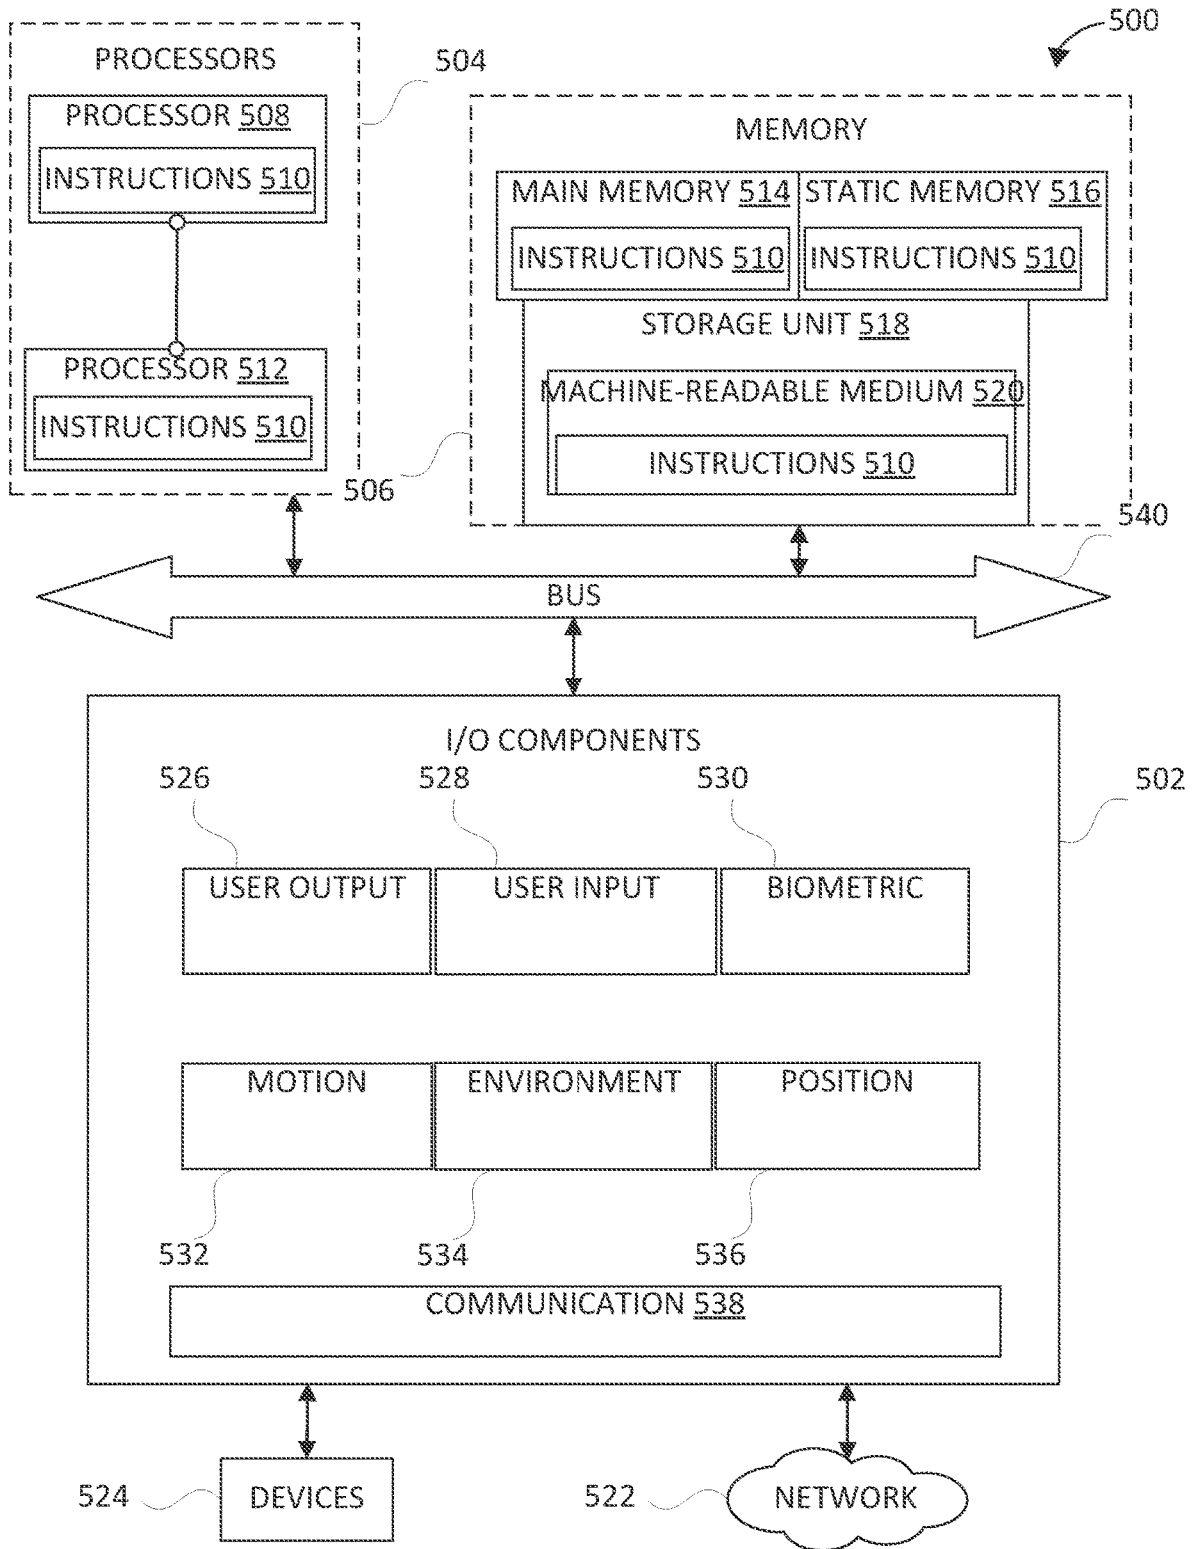 500
PROCESSORS
504
PROCESSOR 508
INSTRUCTIONS 510
PROCESSOR 512
INSTRUCTIONS 510
MEMORY
MAIN MEMORY 514
STATIC MEMORY 516
INSTRUCTIONS 510
INSTRUCTIONS 510
STORAGE UNIT 518
MACHINE-READABLE MEDIUM 520
INSTRUCTIONS 510
506
540
BUS
I/O COMPONENTS
502
526
528
530
USER OUTPUT
USER INPUT
BIOMETRIC
MOTION
ENVIRONMENT
POSITION
532
534
536
COMMUNICATION 538
524
DEVICES
522
NETWORK